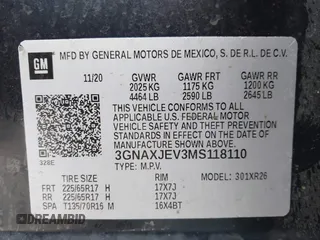 GM
MFD BY GENERAL MOTORS DE MEXICO, S. DE R.L. DE C.V.
11/20 GVWR GAWR FRT GAWR RR
2025 KG 1175 KG 1200 KG
4464 LB 2590 LB 2645 LB
THIS VEHICLE CONFORMS TO ALL
APPLICABLE U.S. FEDERAL MOTOR
VEHICLE SAFETY, BUMPER, AND THEFT
PREVENTION STANDARDS IN EFFECT ON
THE DATE OF MANUFACTURE SHOWN ABOVE.
3GNAXJEV3MS118110
TYPE: M.P.V.
328E
MODEL: 301XR26
TIRE SIZE RIM
FRT 225/65R17 H 17X7J
RR 225/65R17 H 17X7J
SPA T135/70R16 M 16X4BT
DREAMBID